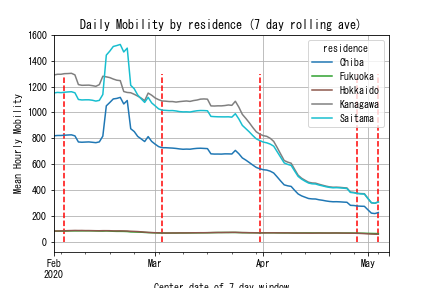 Daily Mobility by residence (7 day rolling ave)
1600
1400
1200
1000
800
600
400
200
0
Mean Hourly Mobility
residence
Chiba
Fukuoka
Hokkaido
Kanagawa
Saitama
Feb
2020
Mar
Apr
May
Center date of 7 day window